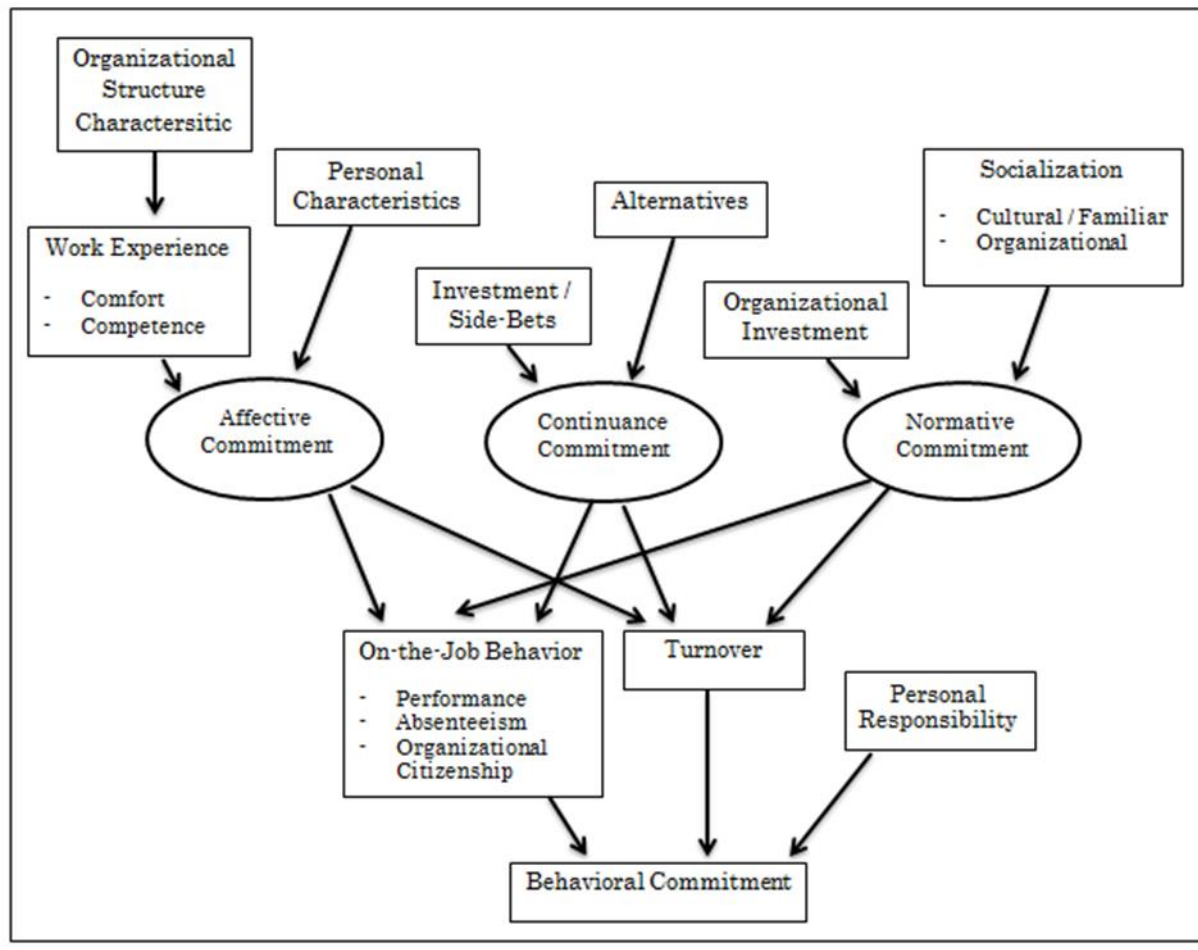 Organizational
Structure
Charactersitic
Personal
Characteristics
Alternatives
Socialization
- Cultural / Familiar
- Organizational
Work Experience
- Comfort
- Competence
Investment /
Side-Bets
Organizational
Investment
Affective
Commitment
Continuance
Commitment
Normative
Commitment
On-the-Job Behavior
- Performance
- Absenteeism
- Organizational
Citizenship
Turnover
Personal
Responsibility
Behavioral Commitment